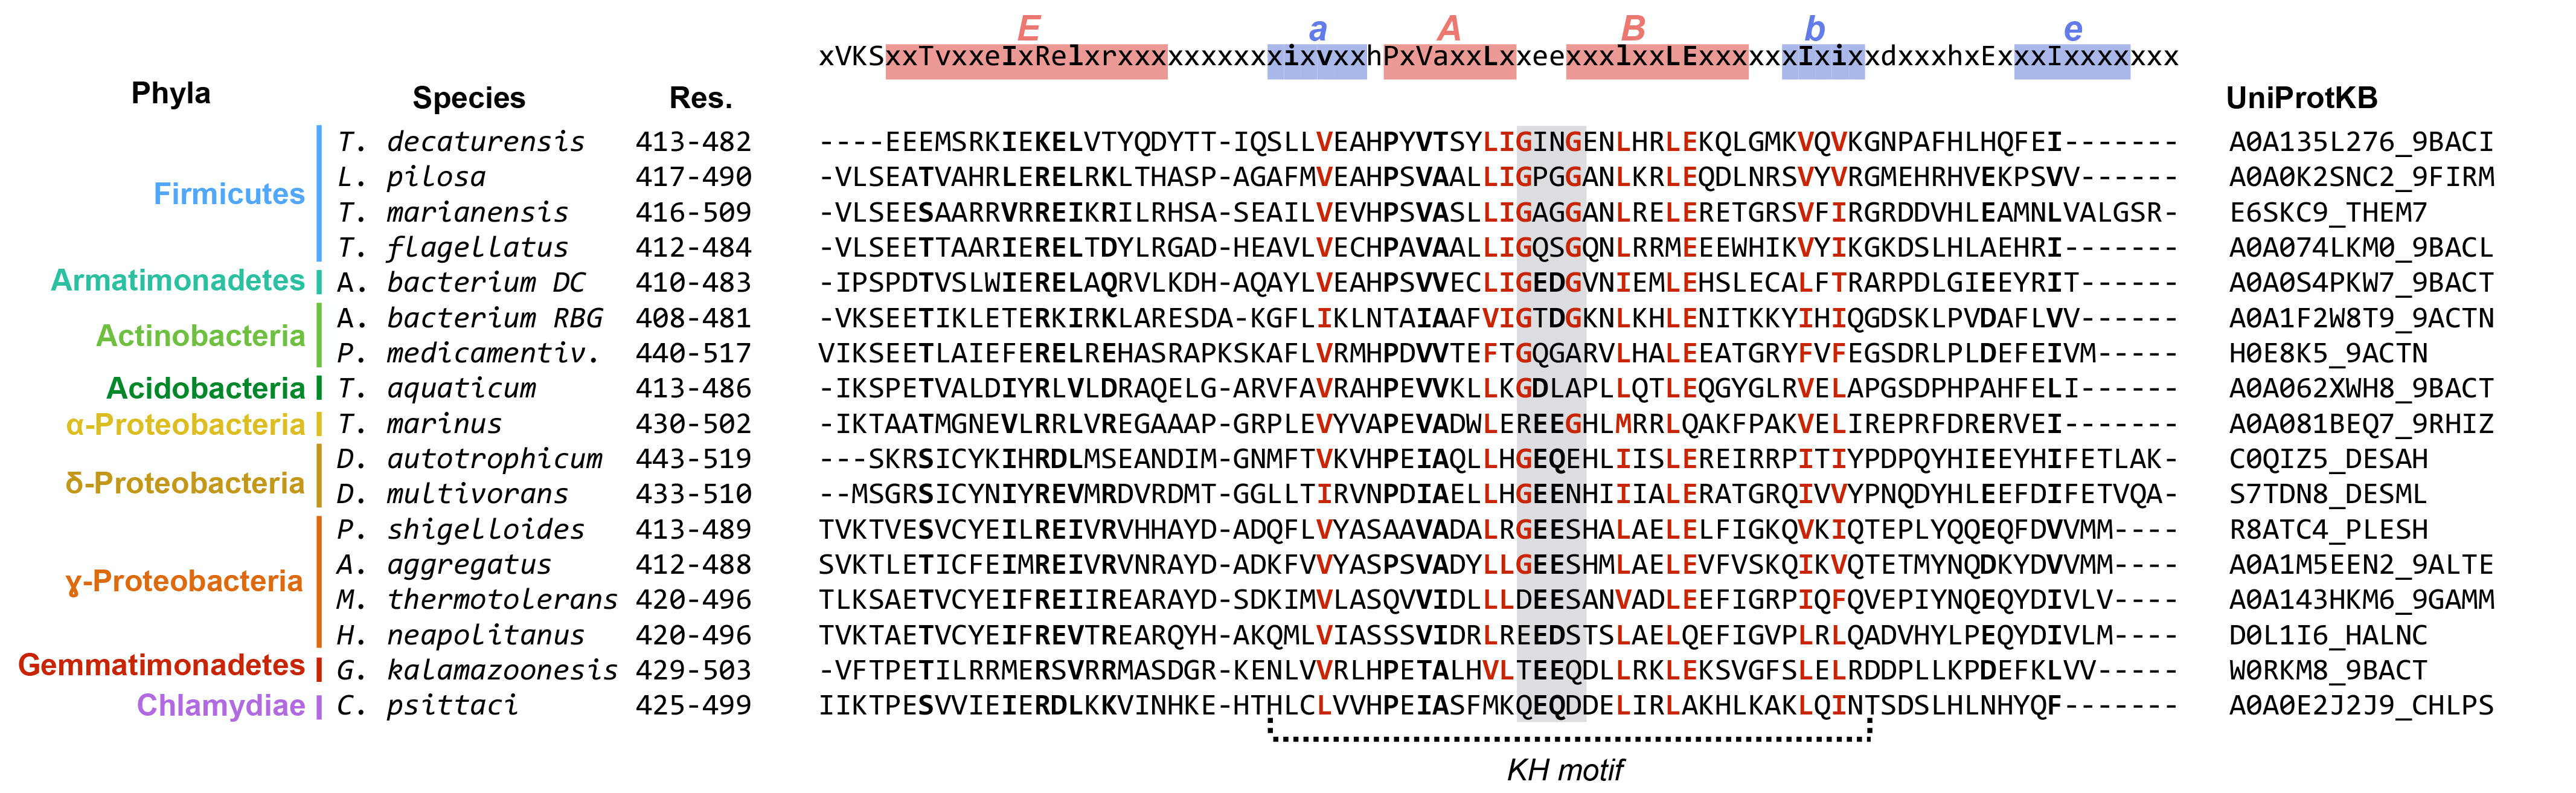 E a A B b e
xVKSxxTvxxeIxRelxrxxxxxxxxxxixvxxhPxVaxxLxxeexxxlxxLExxxxxxIxixxdxxxhxExxxIxxxxxxx
Phyla Species Res. UniProtKB
T. decaturensis 413-482 ----EEEMSRKIEKELVTYQDYTT-IQSLLVEAHPYVTSYLIGINGENLHRLEKQLGMKVQVKGNPAFHLHQFEI------- A0A135L276_9BACI
Firmicutes L. pilosa 417-490 -VLSEATVAHRLERELRKLTHASP-AGAFMVEAHPSVAALLIGPGGANLKRLEQDLNRSVYVRGMEHRHVEKPSVV------ A0A0K2SNC2_9FIRM
T. marianensis 416-509 -VLSEESAARRVRREIKRILRHSA-SEAILVEVHPSVASLLIGAGGANLRELERETGRSVFIRGRDDVHLEAMNLVALGSR- E6SKC9_THEM7
T. flagellatus 412-484 -VLSEETTAARIERELTDYLRGAD-HEAVLVECHPAVAALLIGQSGQNLRRMEEEWHIKVYIKGKDSLHLAEHRI------- A0A074LKM0_9BACL
Armatimonadetes A. bacterium DC 410-483 -IPSPDTVSLWIERELAQRVLKDH-AQAYLVEAHPSVVECLIGEDGVNIEMLEHSLECALFTRARPDLGIEEYRIT------ A0A0S4PKW7_9BACT
Actinobacteria A. bacterium RBG 408-481 -VKSEETIKLETERKIRKLARESDA-KGFLIKLNTAIAAFVIGTDGKNLKHLENITKKYIHIQGDSKLPVDAFLVV------ A0A1F2W8T9_9ACTN
P. medicamentiv. 440-517 VIKSEETLAIEFERELREHASRAPKSKAFLVRMHPDVVTEFTGQGARVLHALEEATGRYFVFEGSDRLPLDEFEIVM----- H0E8K5_9ACTN
Acidobacteria T. aquaticum 413-486 -IKSPETVALDIYRLVLDRAQELG-ARVFAVRAHPEVVKLLKGDLAPLLQTLEQGYGLRVELAPGSDPHPAHFELI------ A0A062XWH8_9BACT
α-Proteobacteria T. marinus 430-502 -IKTAATMGNEVLRRLVREGAAAP-GRPLEVYVAPEVADWLEREEGHLMRRLQAKFPAKVELIREPRFDRERVEI------- A0A081BEQ7_9RHIZ
δ-Proteobacteria D. autotrophicum 443-519 ---SKRSICYKIHRDLMSEANDIM-GNMFTVKVHPEIAQLLHGEQEHLIISLEREIRRPITIYPDPQYHIEEYHIFETLAK- C0QIZ5_DESAH
D. multivorans 433-510 --MSGRSICYNIYREVMRDVRDMT-GGLLTIRVNPDIAELLHGEENHIIIALERATGRQIVVYPNQDYHLEEFDIFETVQA- S7TDN8_DESML
P. shigelloides 413-489 TVKTVESVCYEILREIVRVHHAYD-ADQFLVYASAAVADALRGEESHALAELELFIGKQVKIQTEPLYQQEQFDVVMM---- R8ATC4_PLESH
γ-Proteobacteria A. aggregatus 412-488 SVKTLETICFEIMREIVRVNRAYD-ADKFVVYASPSVADYLLGEESHMLAELEVFVSKQIKVQTETMYNQDKYDVVMM---- A0A1M5EEN2_9ALTE
M. thermotolerans 420-496 TLKSAETVCYEIFREIIREARAYD-SDKIMVLASQVVIDLLLDEESANVADLEEFIGRPIQFQVEPIYNQEQYDIVLV---- A0A143HKM6_9GAMM
H. neapolitanus 420-496 TVKTAETVCYEIFREVTREARQYH-AKQMLVIASSSVIDRLREEDSTSLAELQEFIGVPLRLQADVHYLPEQYDIVLM---- D0L1I6_HALNC
Gemmatimonadetes G. kalamazoonesis 429-503 -VFTPETILRRMERSVRRMASDGR-KENLVVRLHPETALHVLTEEQDLLRKLEKSVGFSLELRDDPLLKPDEFKLVV----- W0RKM8_9BACT
Chlamydiae C. psittaci 425-499 IIKTPESVVIEIERDLKKVINHKE-HTHLCLVVHPEIASFMKQEQDDELIRLAKHLKAKLQINTSDSLHLNHYQF------- A0A0E2J2J9_CHLPS
KH motif